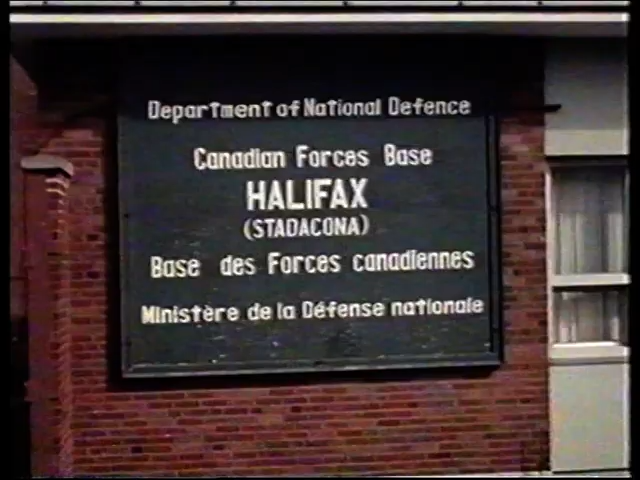 Department of National Defence
Canadian Forces Base
HALIFAX
(STADACONA)
Base des Forces canadiennes
Ministère de la Défense nationale